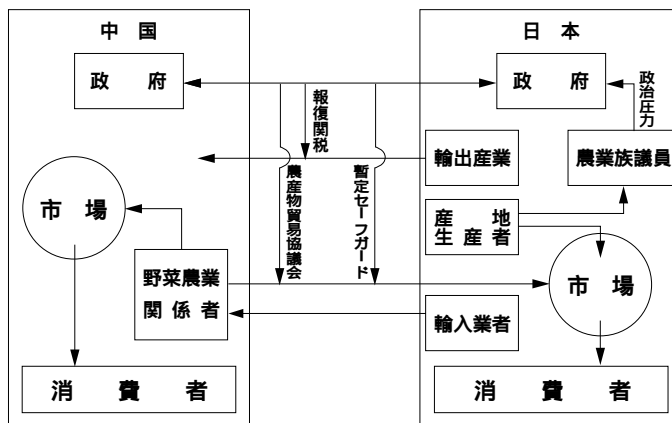 中　国
政　府
市　場
野菜農業
関係者
消　費　者
報復関税
農産物貿易協議会
暫定セーフガード
日　本
政　府
政治圧力
輸出産業
農業族議員
産　地
生産者
市　場
輸入業者
消　費　者